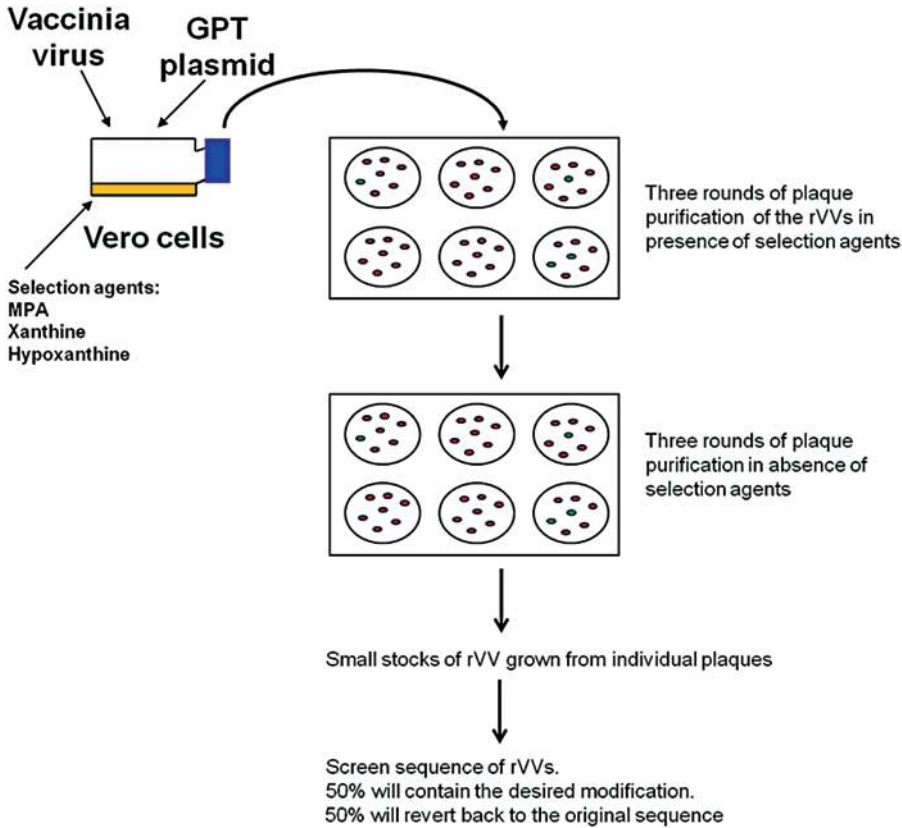 Vaccinia
virus
GPT
plasmid
Vero cells
Selection agents:
MPA
Xanthine
Hypoxanthine
Three rounds of plaque
purification of the rVVs in
presence of selection agents
Three rounds of plaque
purification in absence of
selection agents
Small stocks of rVV grown from individual plaques
Screen sequence of rVVs.
50% will contain the desired modification.
50% will revert back to the original sequence